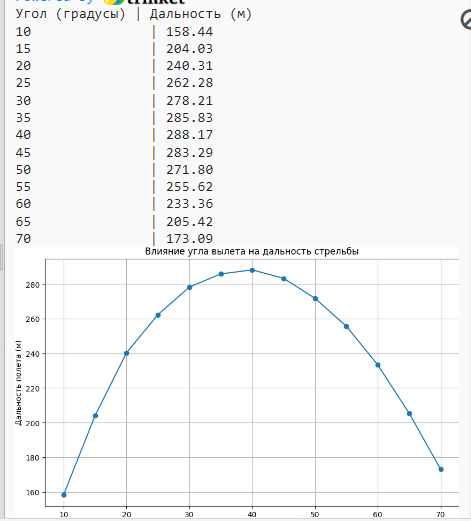 Powered by trinket
Угол (градусы) | Дальность (м)
10 | 158.44
15 | 204.03
20 | 240.31
25 | 262.28
30 | 278.21
35 | 285.83
40 | 288.17
45 | 283.29
50 | 271.80
55 | 255.62
60 | 233.36
65 | 205.42
70 | 173.09
Влияние угла вылета на дальность стрельбы
Дальность полета (м)
280
260
240
220
200
180
160
10 20 30 40 50 60 70